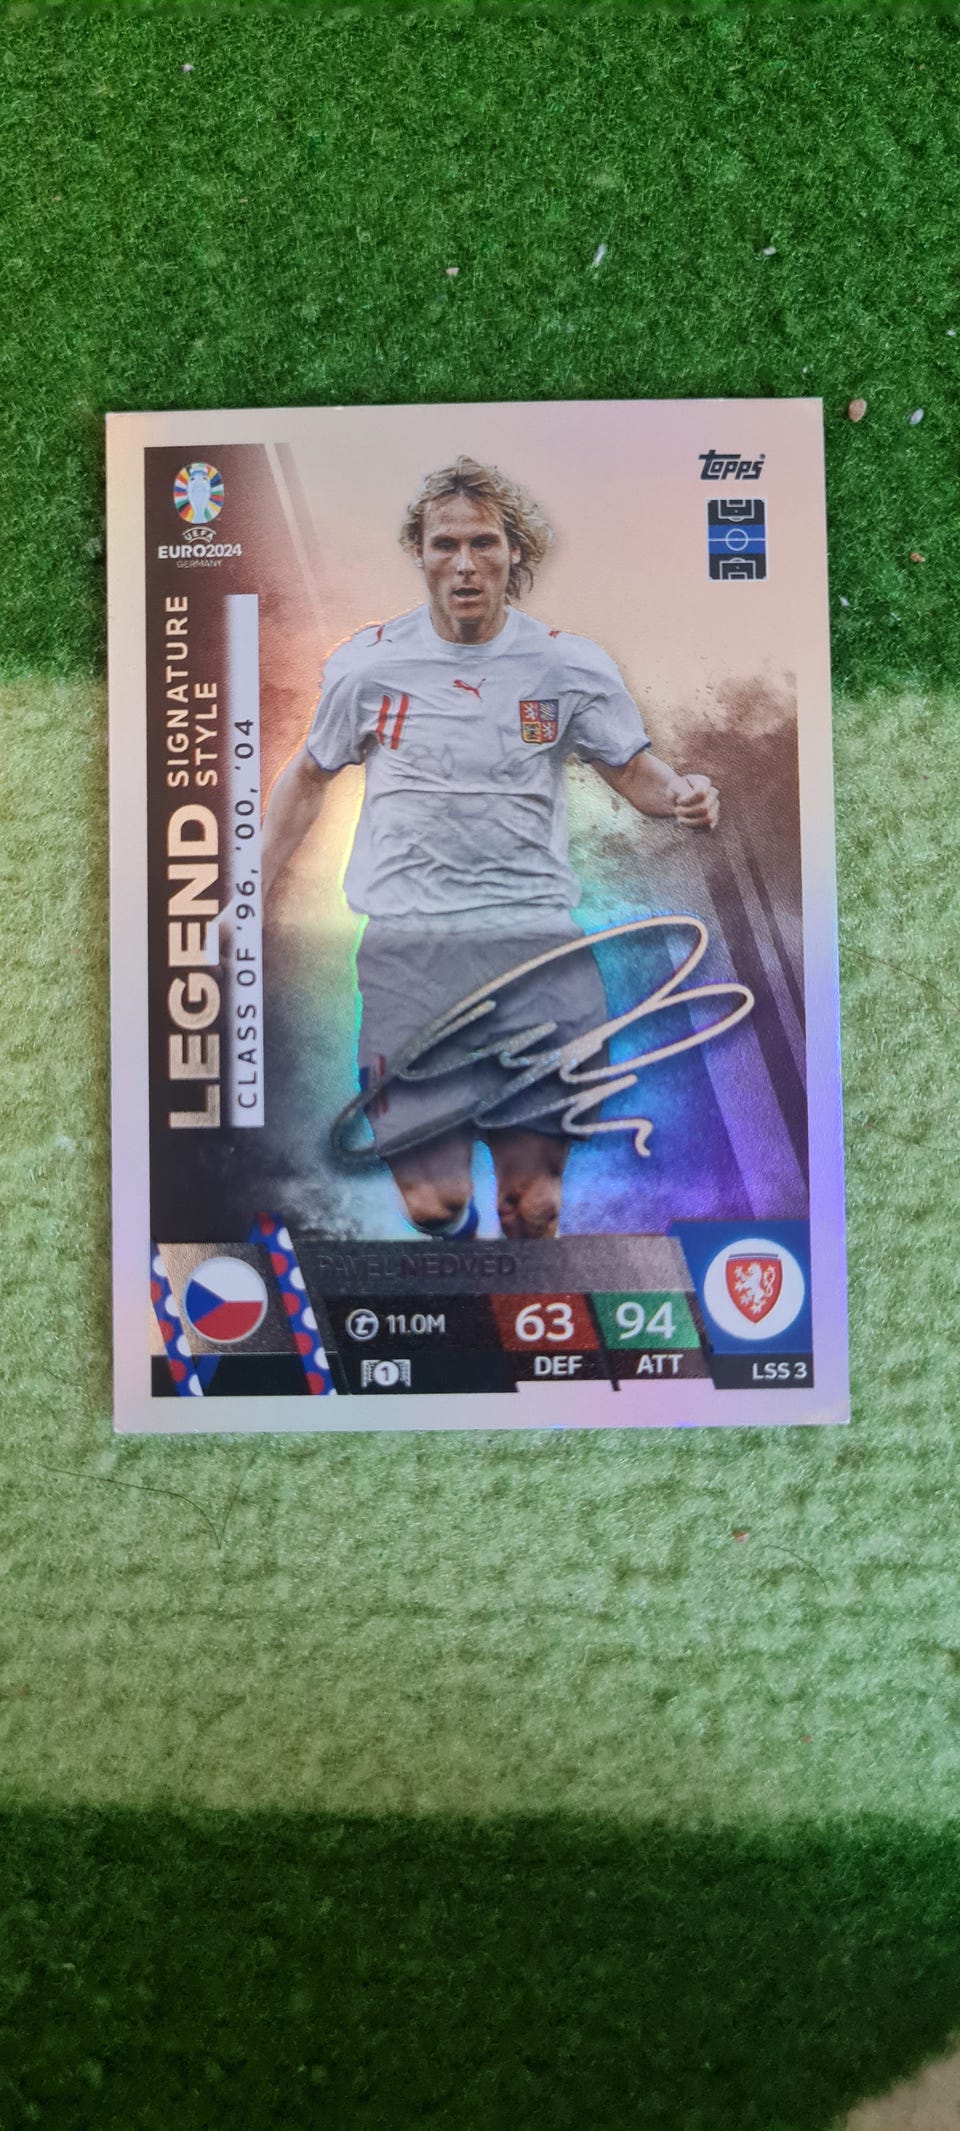 TOPPS
UEFA
EURO2024
GERMANY
LEGEND
SIGNATURE
STYLE
CLASS OF '96, '00, '04
11
PAVEL NEDVĚD
t 11.0M
63
94
1
DEF
ATT
LSS 3